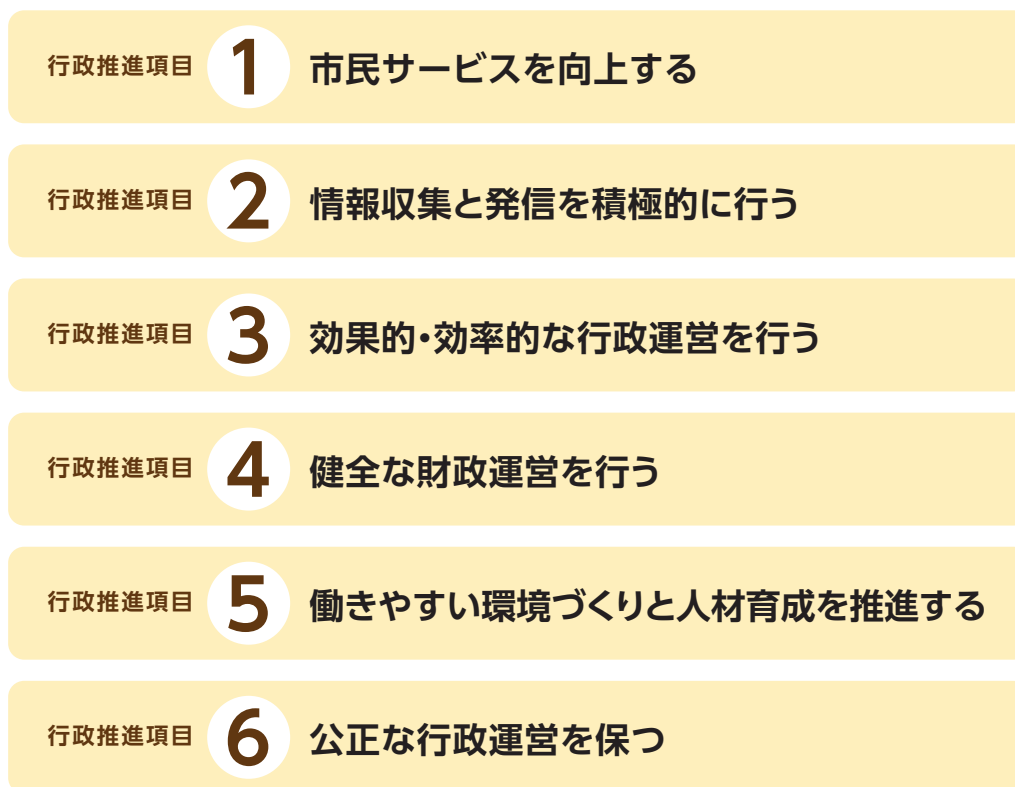 行政推進項目 1 市民サービスを向上する
行政推進項目 2 情報収集と発信を積極的に行う
行政推進項目 3 効果的・効率的な行政運営を行う
行政推進項目 4 健全な財政運営を行う
行政推進項目 5 働きやすい環境づくりと人材育成を推進する
行政推進項目 6 公正な行政運営を保つ